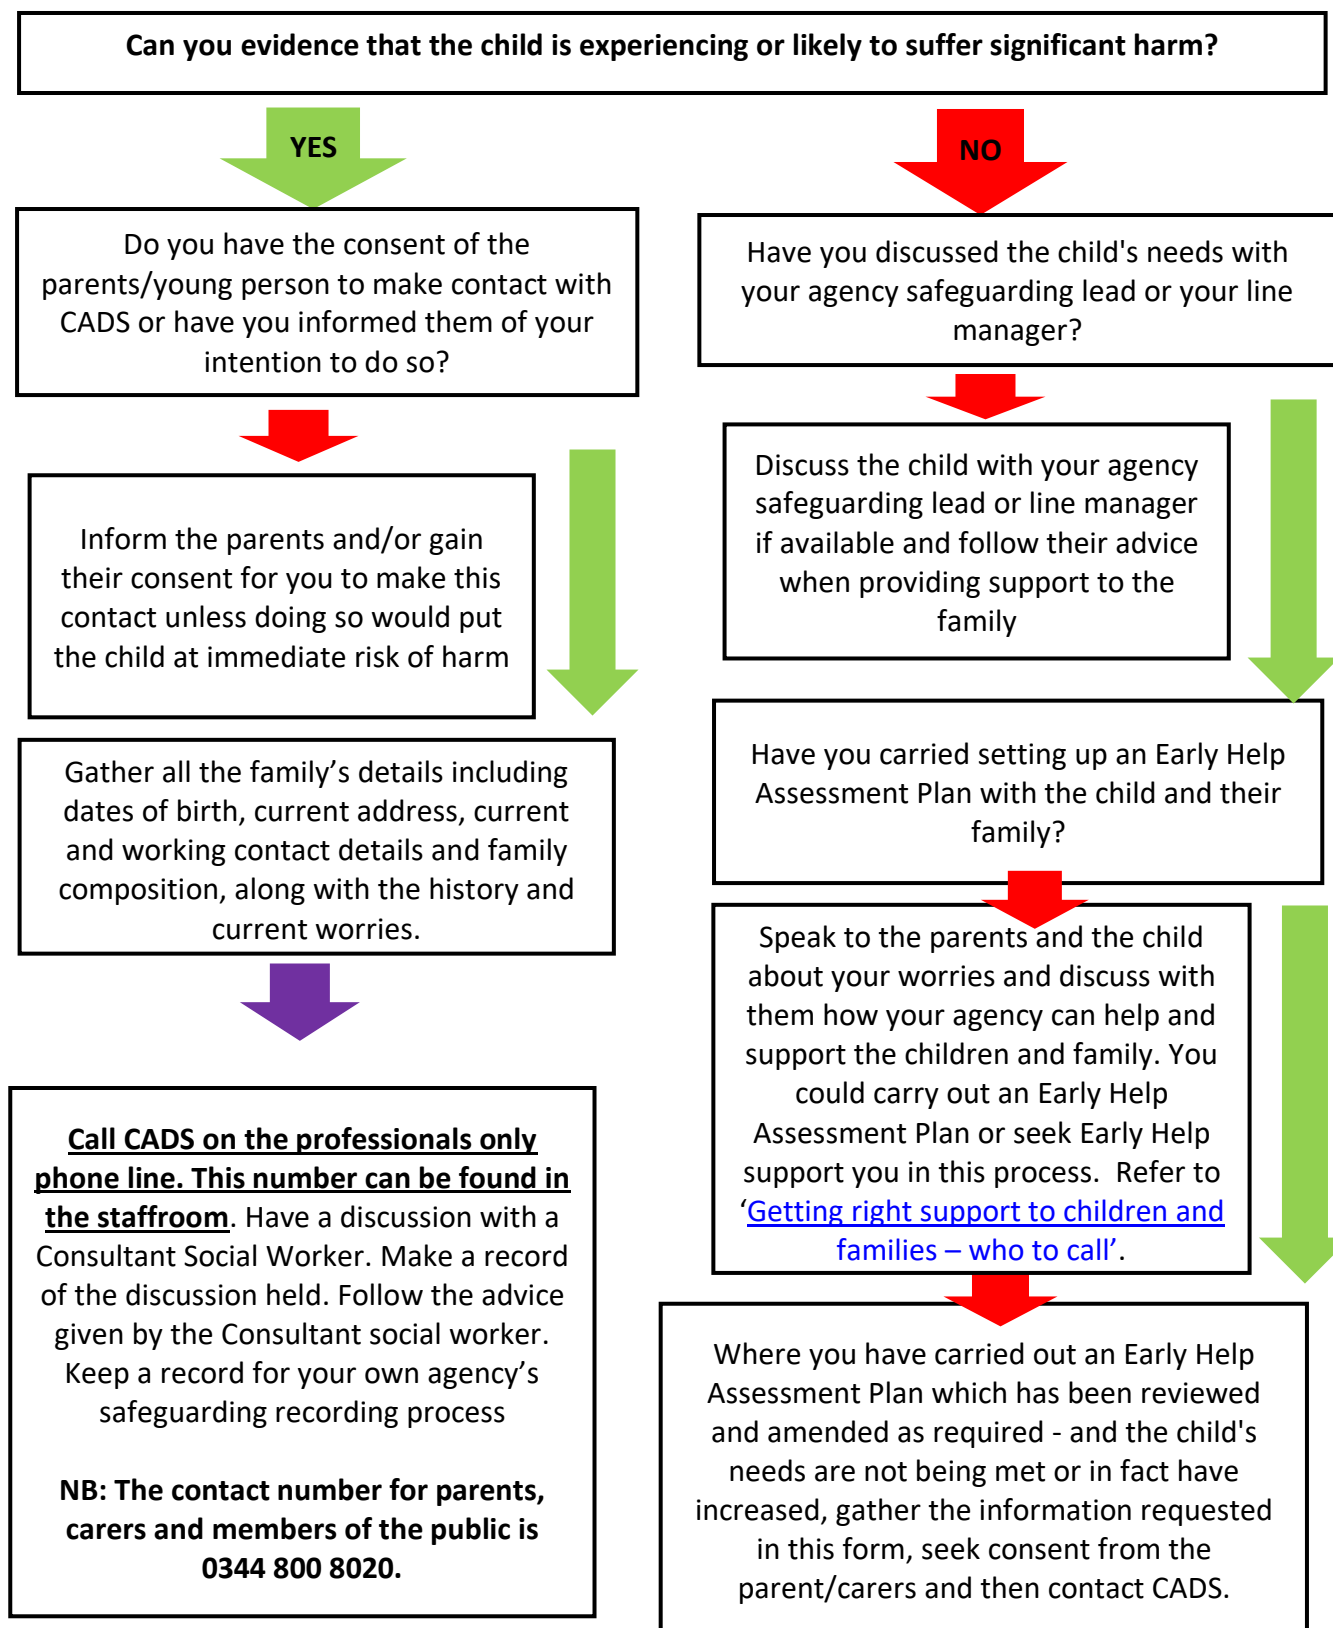 Can you evidence that the child is experiencing or likely to suffer significant harm?
YES
NO
Do you have the consent of the
parents/young person to make contact with
CADS or have you informed them of your
intention to do so?
Have you discussed the child's needs with
your agency safeguarding lead or your line
manager?
Inform the parents and/or gain
their consent for you to make this
contact unless doing so would put
the child at immediate risk of harm
Discuss the child with your agency
safeguarding lead or line manager
if available and follow their advice
when providing support to the
family
Gather all the family’s details including
dates of birth, current address, current
and working contact details and family
composition, along with the history and
current worries.
Have you carried setting up an Early Help
Assessment Plan with the child and their
family?
Speak to the parents and the child
about your worries and discuss with
them how your agency can help and
support the children and family. You
could carry out an Early Help
Assessment Plan or seek Early Help
support you in this process.  Refer to
‘Getting right support to children and
families – who to call’.
Call CADS on the professionals only
phone line. This number can be found in
the staffroom. Have a discussion with a
Consultant Social Worker. Make a record
of the discussion held. Follow the advice
given by the Consultant social worker.
Keep a record for your own agency’s
safeguarding recording process
NB: The contact number for parents,
carers and members of the public is
0344 800 8020.
Where you have carried out an Early Help
Assessment Plan which has been reviewed
and amended as required - and the child's
needs are not being met or in fact have
increased, gather the information requested
in this form, seek consent from the
parent/carers and then contact CADS.